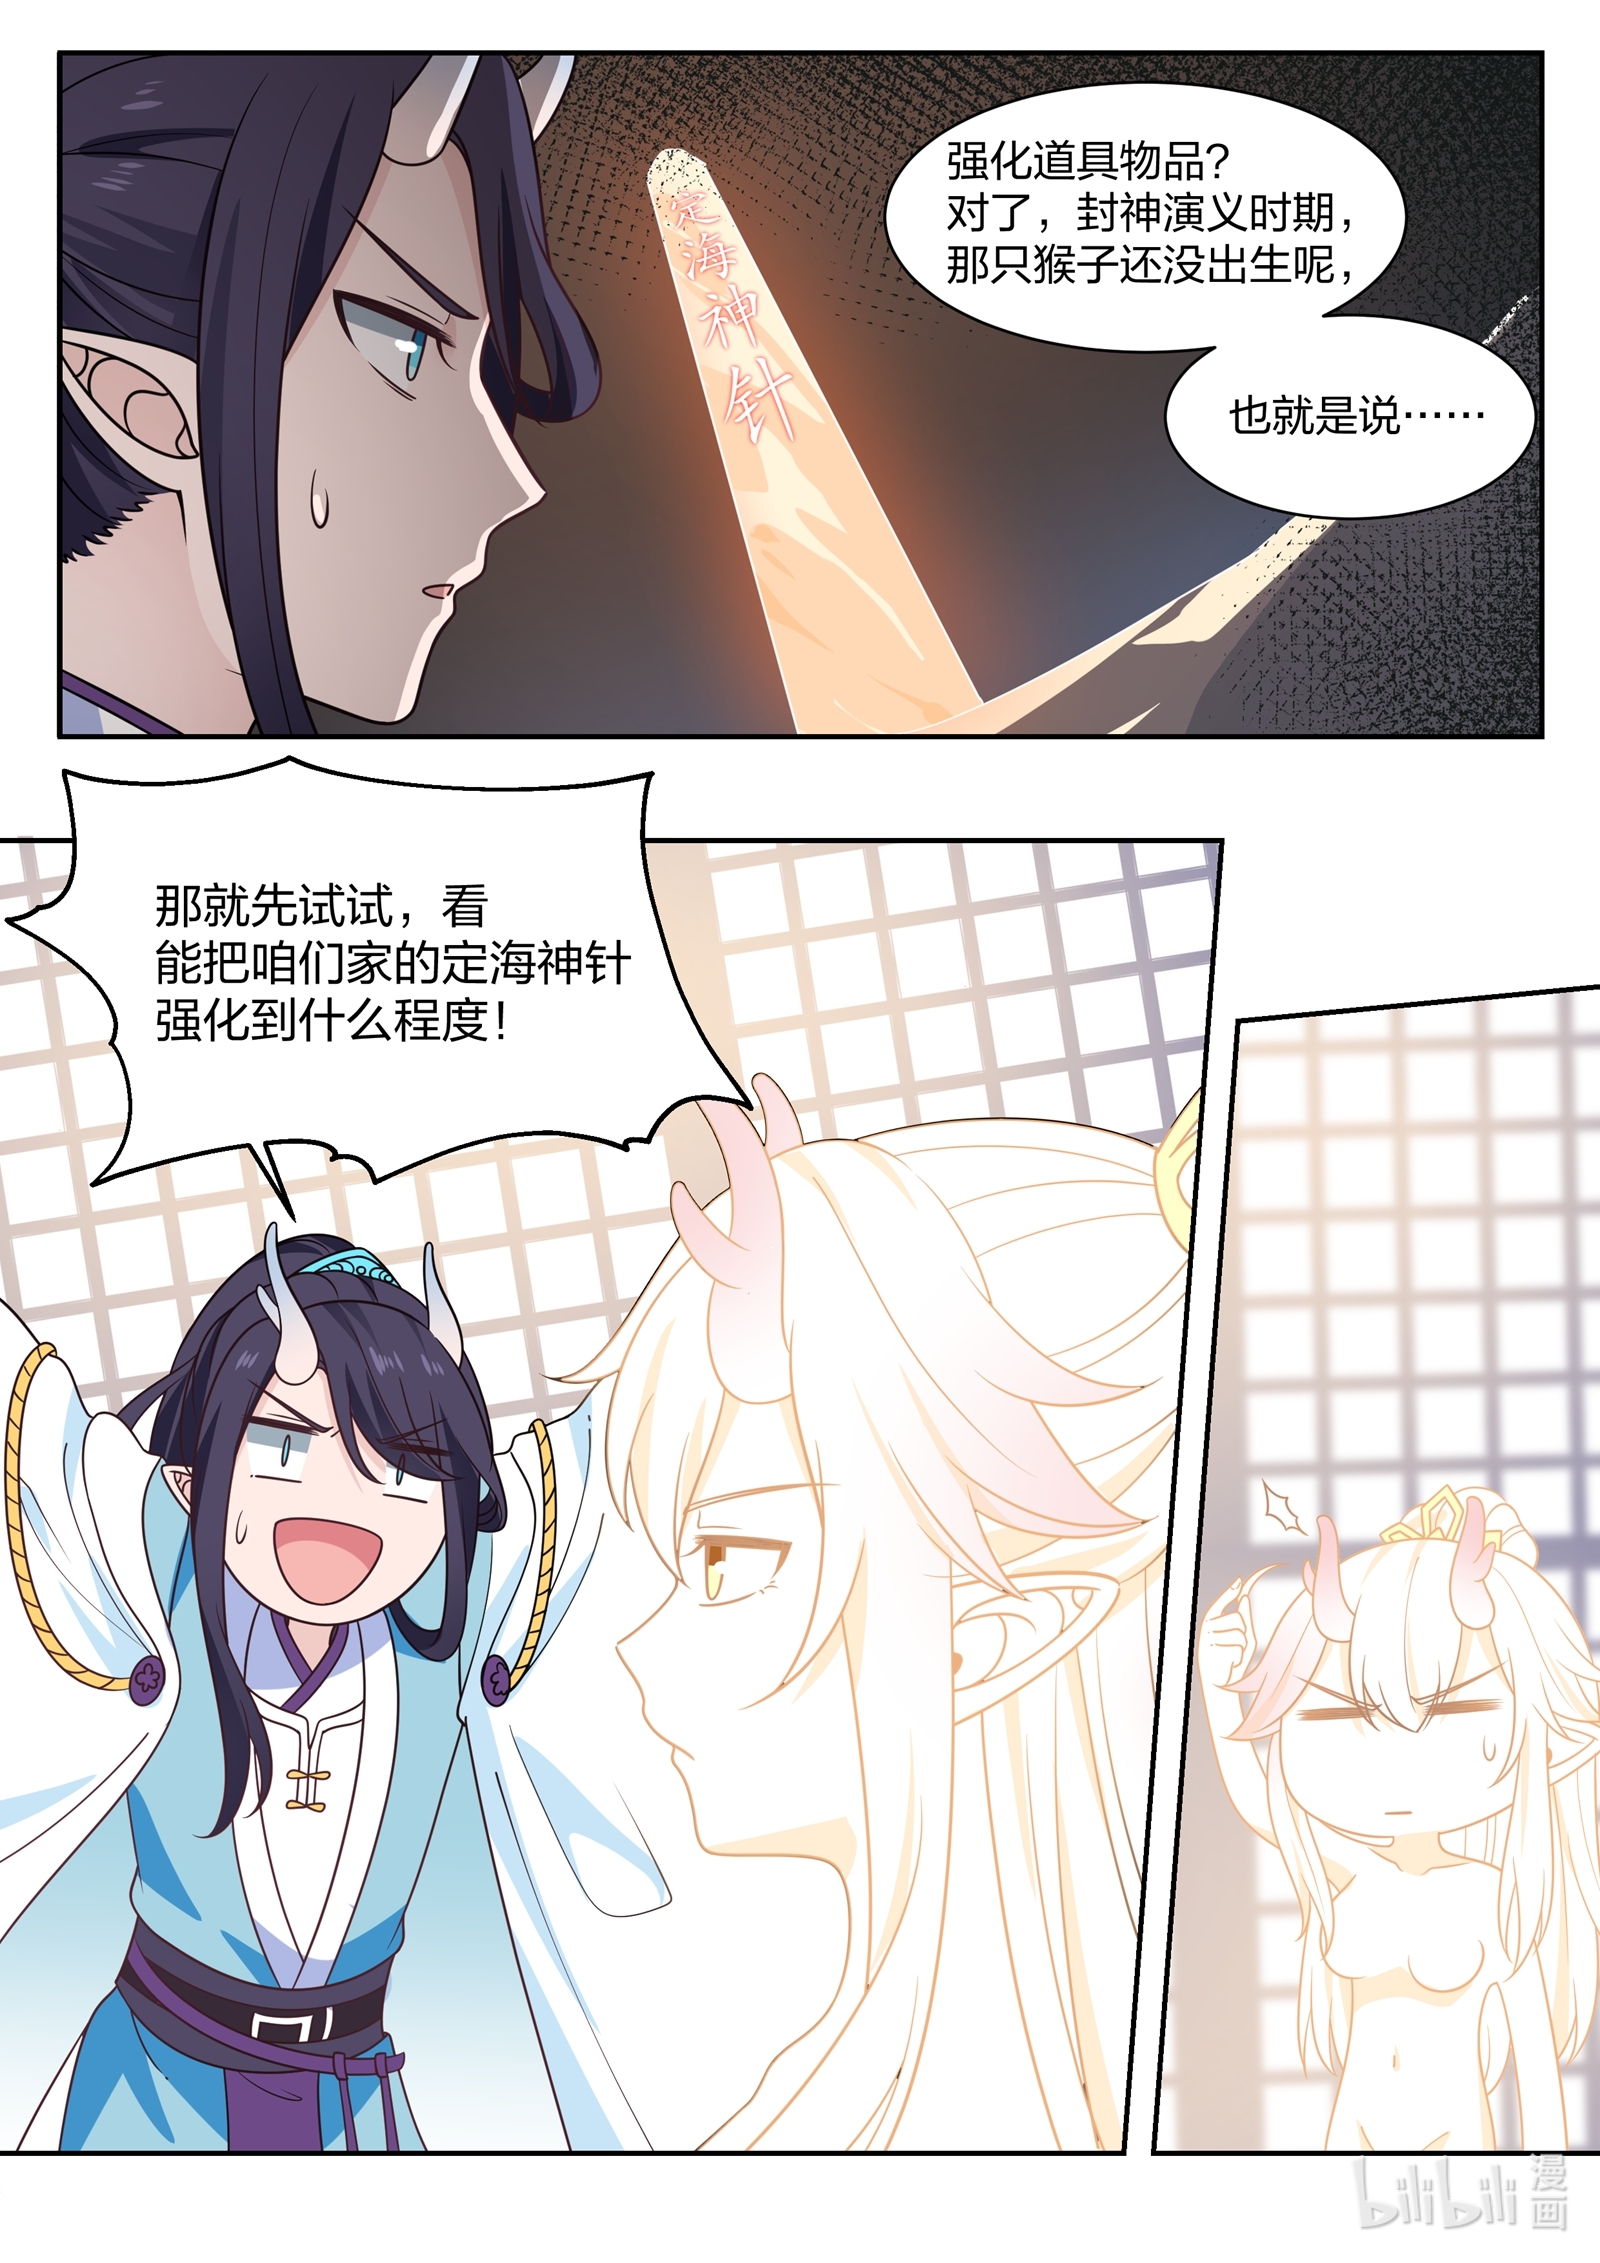 强化道具物品?
对了，封神演义时期，
那只猴子还没出生呢，
定海神针
也就是说……
那就先试试，看
能把咱们家的定海神针
强化到什么程度！
bilibili 漫画